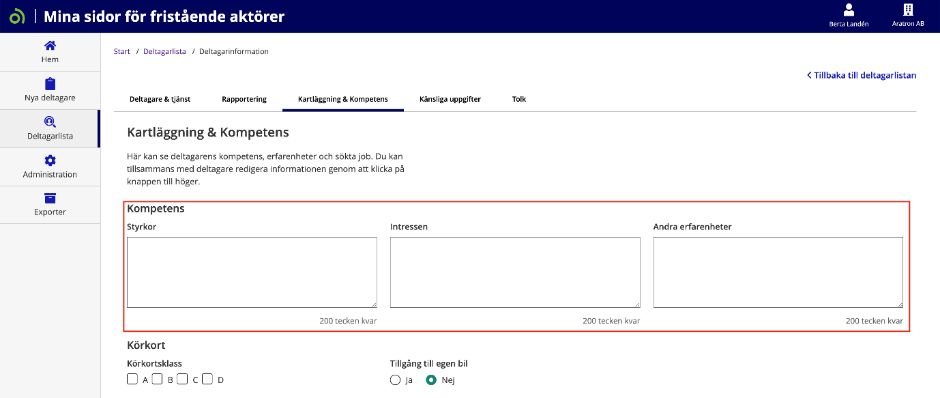 Mina sidor för fristående aktörer
Berta Landén
Aratron AB
Hem
Nya deltagare
Deltagarlista
Administration
Exporter
Start / Deltagarlista / Deltagarinformation
Tillbaka till deltagarlistan
Deltagare & tjänst
Rapportering
Kartläggning & Kompetens
Känsliga uppgifter
Tolk
Kartläggning & Kompetens
Här kan se deltagarens kompetens, erfarenheter och sökta job. Du kan
tillsammans med deltagare redigera informationen genom att klicka på
knappen till höger.
Kompetens
Styrkor
Intressen
Andra erfarenheter
200 tecken kvar
200 tecken kvar
200 tecken kvar
Körkort
Körkortsklass
A B C D
Tillgång till egen bil
Ja Nej